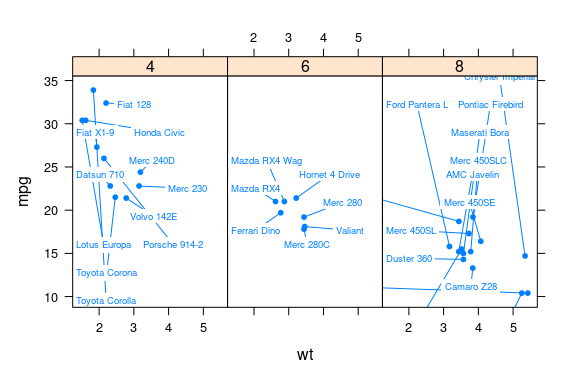 2 3 4 5
4 6 8
35
30
25
20
15
10
mpg
Fiat 128
Fiat X1-9
Honda Civic
Merc 240D
Datsun 710
Merc 230
Volvo 142E
Lotus Europa
Porsche 914-2
Toyota Corona
Toyota Corolla
Mazda RX4 Wag
Hornet 4 Drive
Mazda RX4
Merc 280
Ferrari Dino
Valiant
Merc 280C
Chrysler Imperial
Ford Pantera L
Pontiac Firebird
Maserati Bora
Merc 450SLC
AMC Javelin
Merc 450SE
Merc 450SL
Duster 360
Camaro Z28
2 3 4 5
2 3 4 5
wt